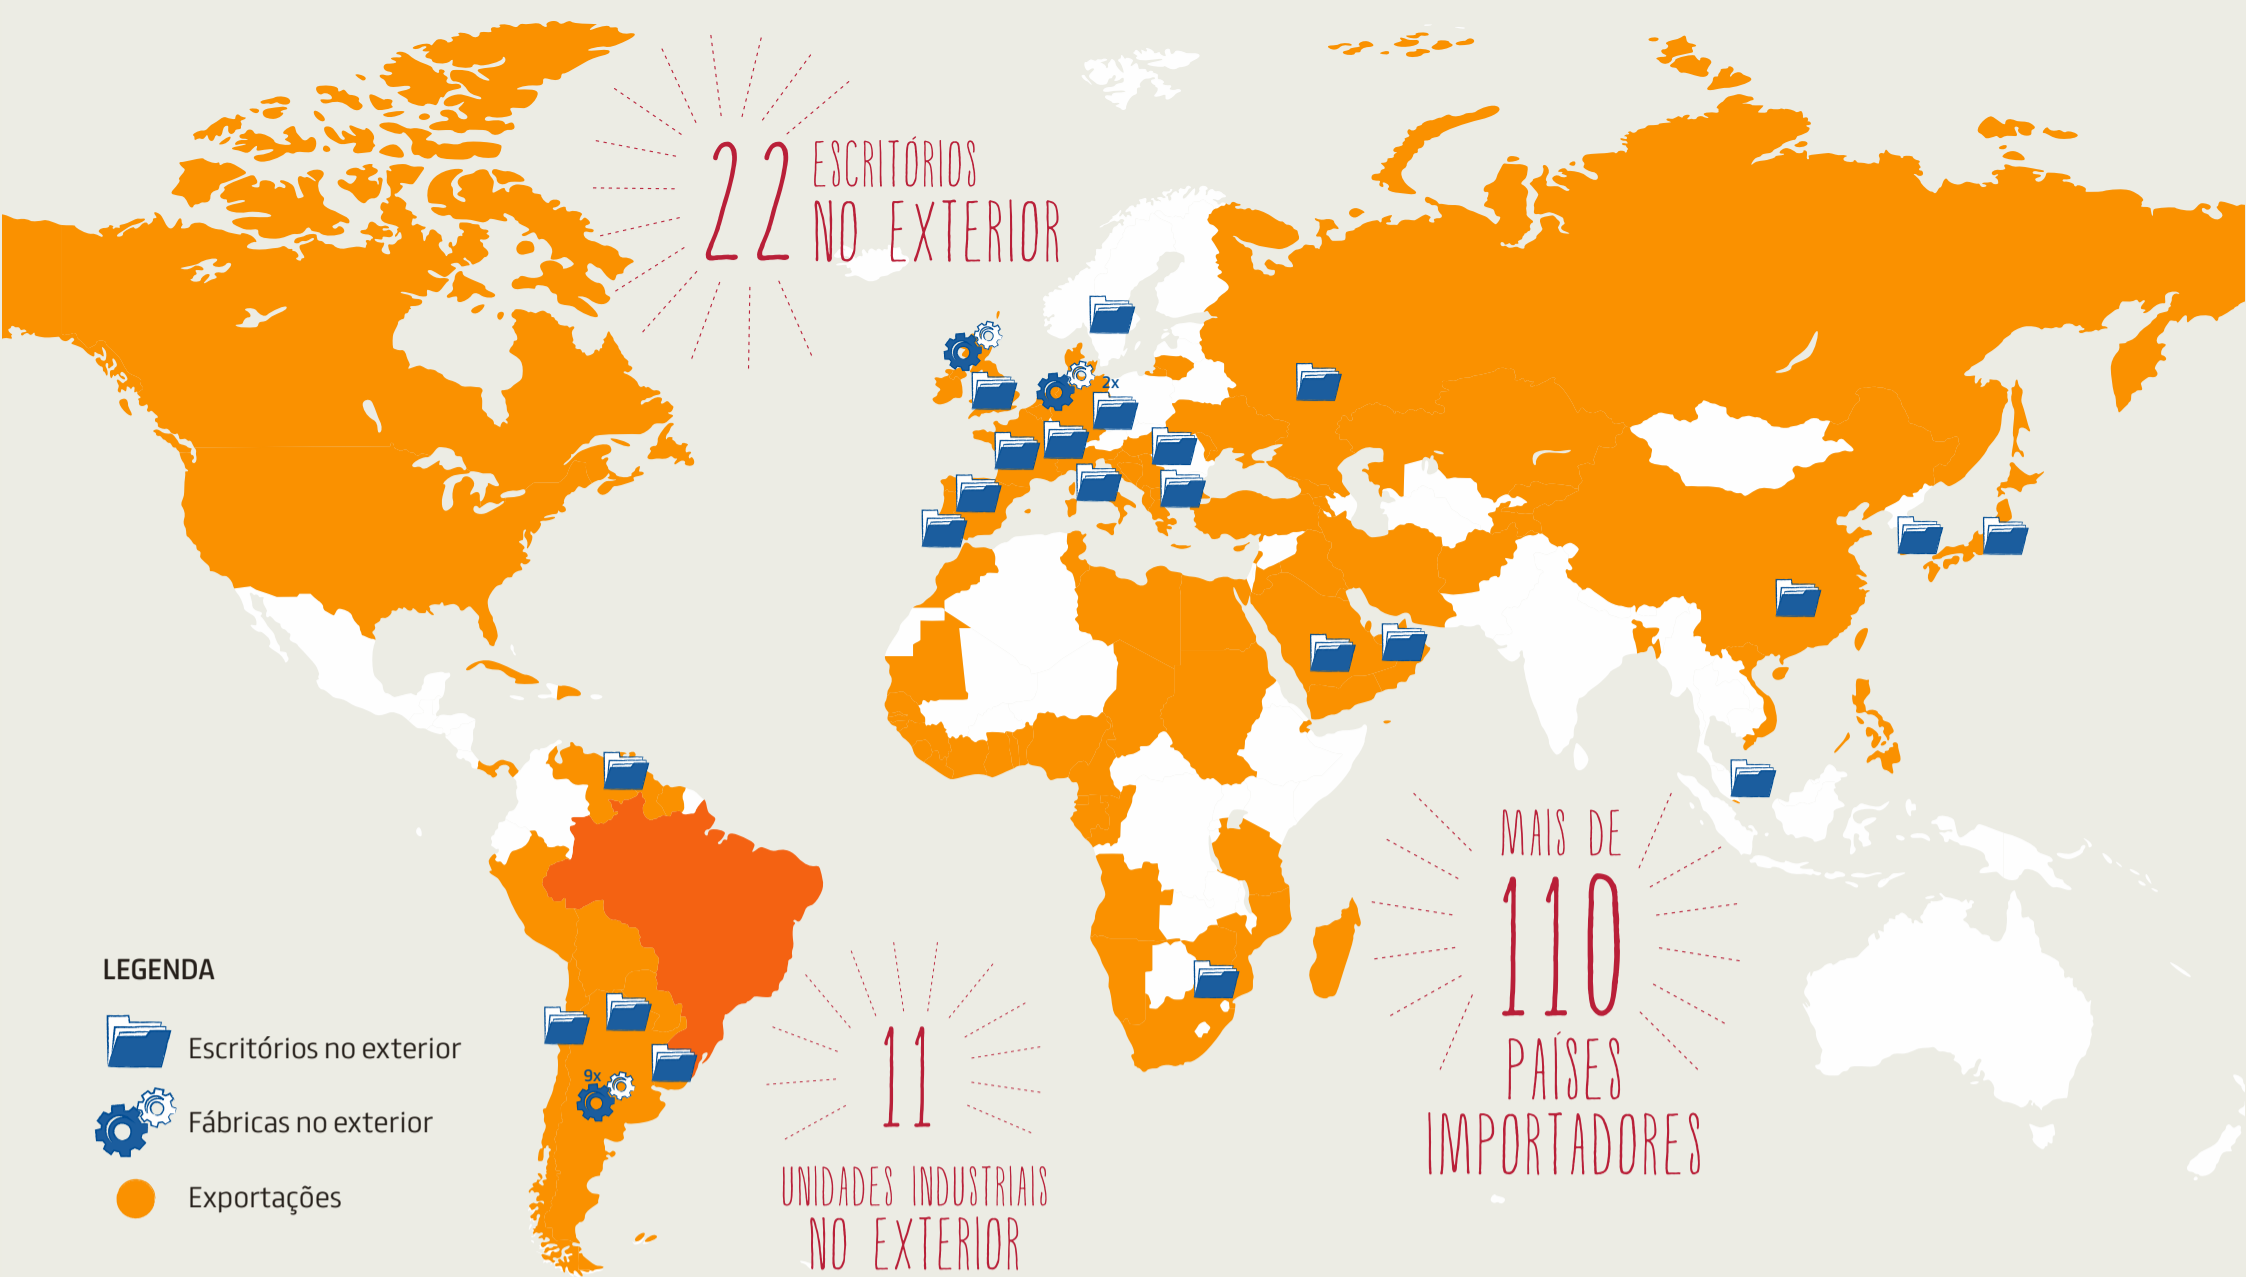 22 ESCRITÓRIOS
NO EXTERIOR
2x
MAIS DE
110
PAÍSES
IMPORTADORES
LEGENDA
Escritórios no exterior
Fábricas no exterior
Exportações
9x
11
UNIDADES INDUSTRIAIS
NO EXTERIOR